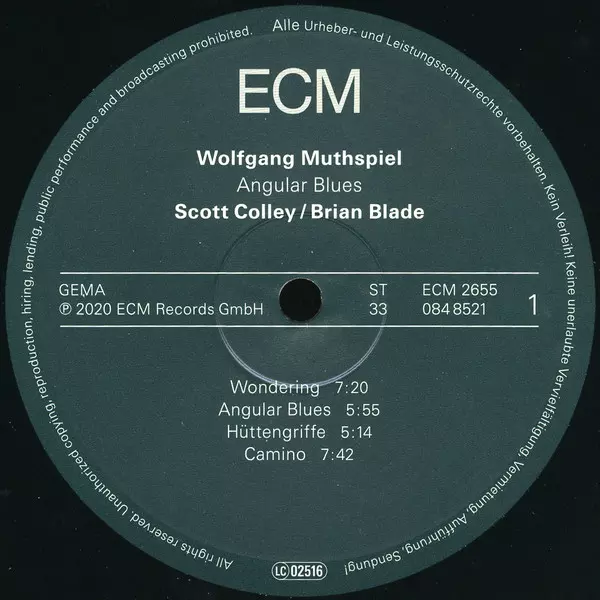 ECM
Wolfgang Muthspiel
Angular Blues
Scott Colley / Brian Blade
GEMA ST ECM 2655
℗ 2020 ECM Records GmbH 33 084 8521 1
Wondering 7:20
Angular Blues 5:55
Hüttengriffe 5:14
Camino 7:42
Alle Urheber- und Leistungsschutzrechte vorbehalten. Kein Verleih! Keine unerlaubte Vervielfältigung, Vermietung, Aufführung, Sendung!
LC 02516
All rights reserved. Unauthorized copying, reproduction, hiring, lending, public performance and broadcasting prohibited.